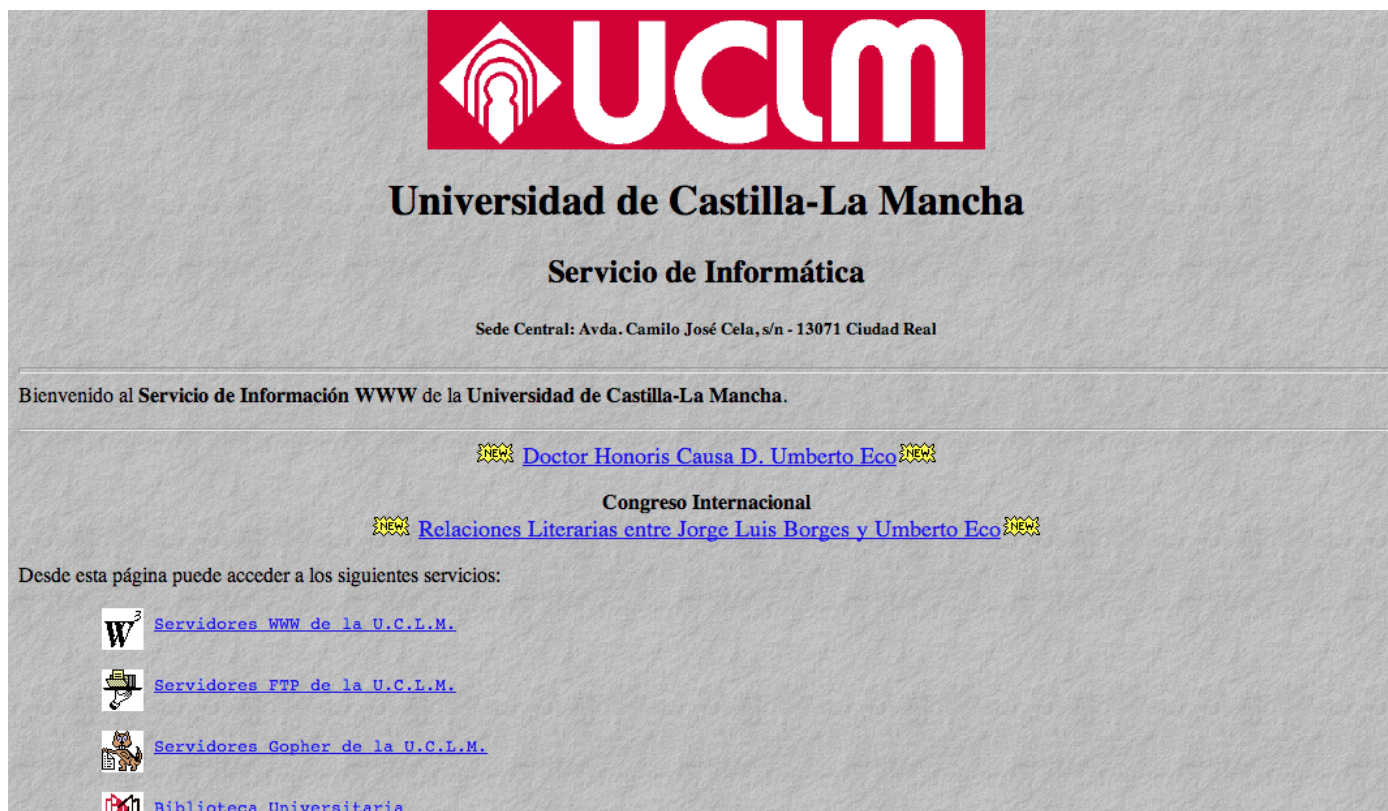 UCLM
Universidad de Castilla-La Mancha
Servicio de Informática
Sede Central: Avda. Camilo José Cela, s/n - 13071 Ciudad Real
Bienvenido al Servicio de Información WWW de la Universidad de Castilla-La Mancha.
NEW Doctor Honoris Causa D. Umberto Eco NEW
Congreso Internacional
NEW Relaciones Literarias entre Jorge Luis Borges y Umberto Eco NEW
Desde esta página puede acceder a los siguientes servicios:
W3 Servidores WWW de la U.C.L.M.
Servidores FTP de la U.C.L.M.
Servidores Gopher de la U.C.L.M.
Biblioteca Universitaria